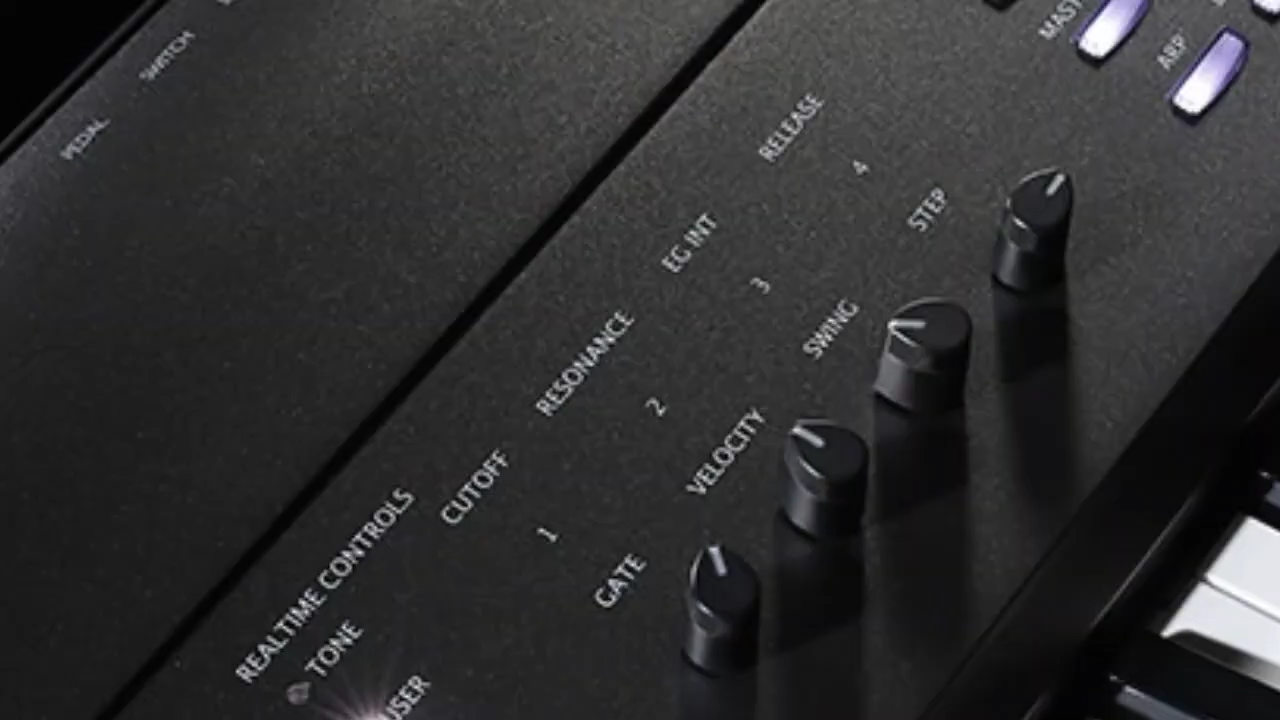 SWITCH
PEDAL
MAST
ARP
RELEASE
4
STEP
EG INT
3
SWING
RESONANCE
2
VELOCITY
CUTOFF
1
GATE
REALTIME CONTROLS
TONE
USER